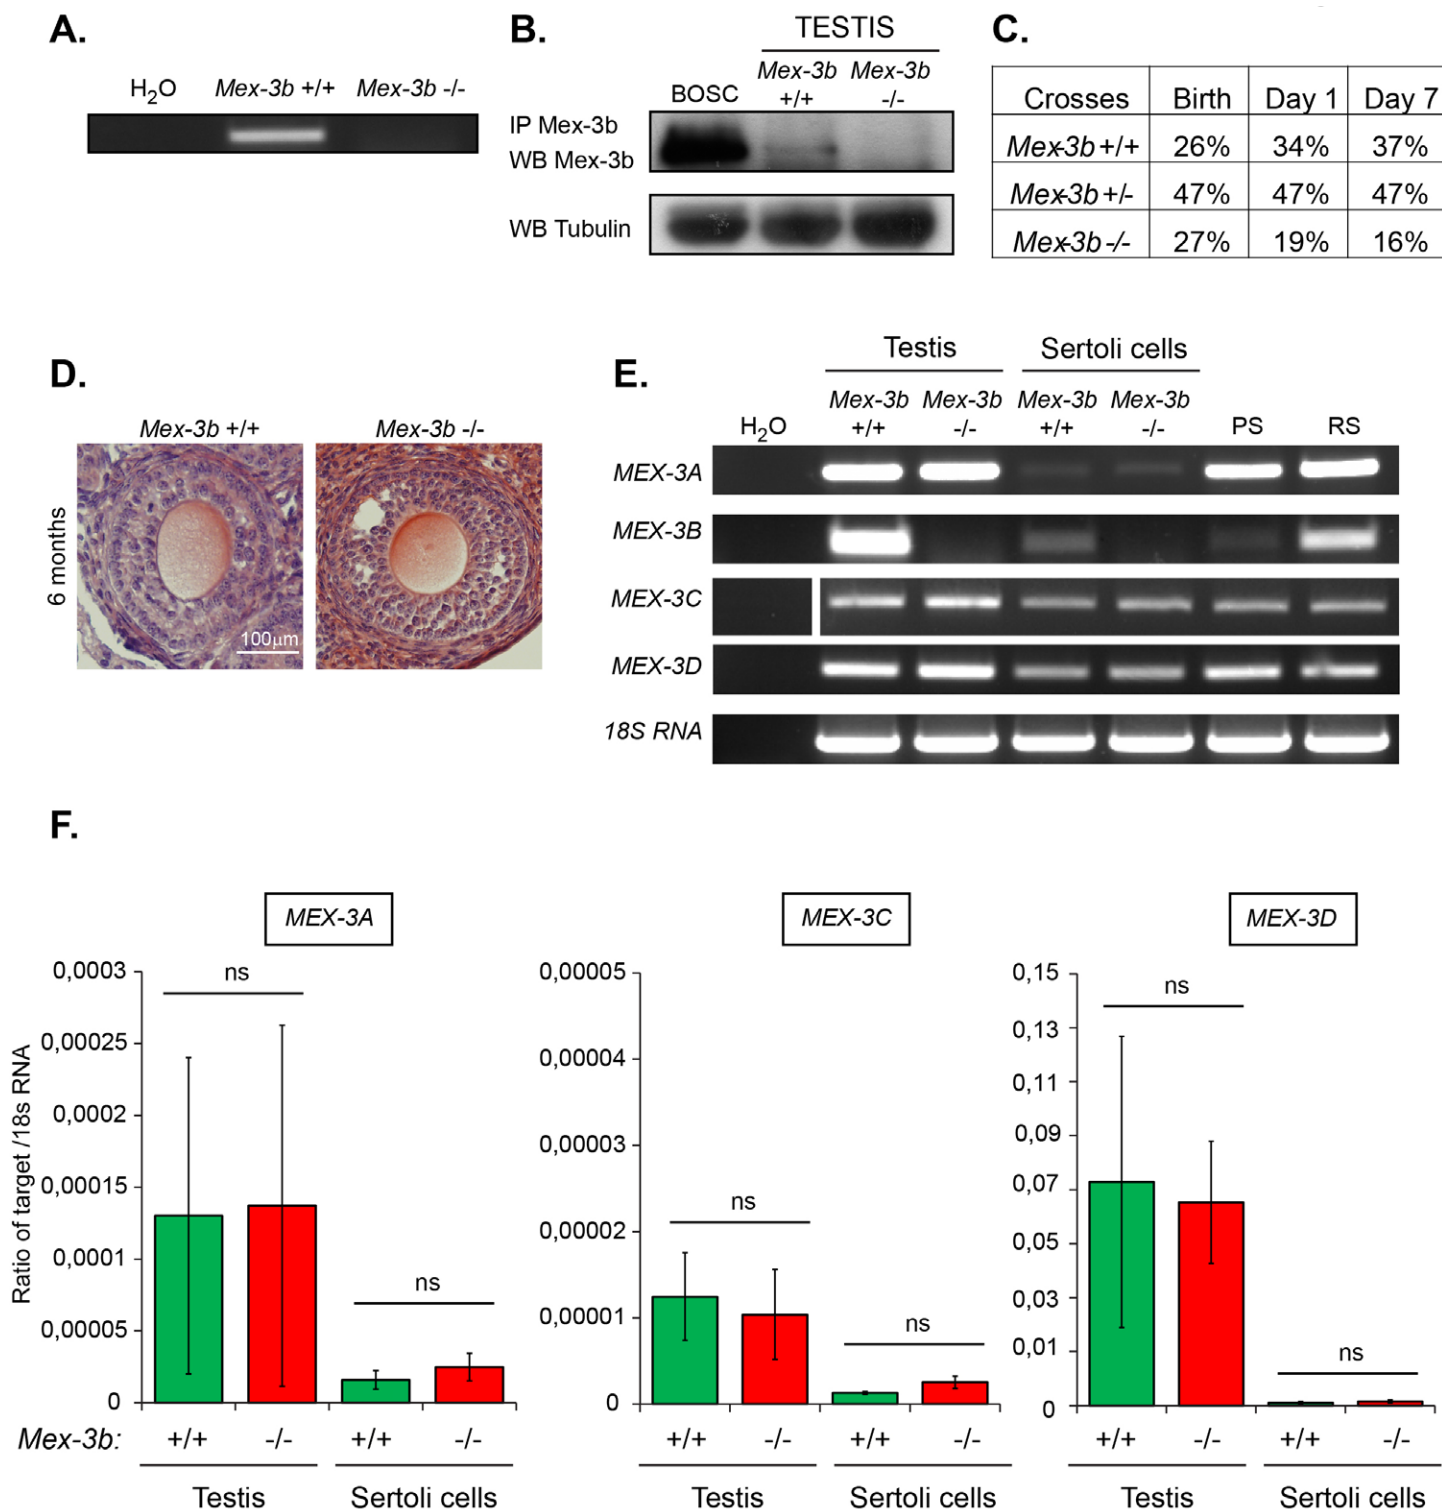 A.
H₂O Mex-3b +/+ Mex-3b -/-
B.
TESTIS
BOSC Mex-3b +/+ Mex-3b -/-
IP Mex-3b
WB Mex-3b
WB Tubulin
C.
Crosses Birth Day 1 Day 7
Mex-3b +/+ 26% 34% 37%
Mex-3b +/- 47% 47% 47%
Mex-3b -/- 27% 19% 16%
D.
Mex-3b +/+ Mex-3b -/-
6 months
100µm
E.
Testis Sertoli cells
H₂O Mex-3b +/+ Mex-3b -/- Mex-3b +/+ Mex-3b -/- PS RS
MEX-3A
MEX-3B
MEX-3C
MEX-3D
18S RNA
F.
Ratio of target /18s RNA
MEX-3A
0,0003
0,00025
0,0002
0,00015
0,0001
0,00005
0
ns
ns
MEX-3C
0,00005
0,00004
0,00003
0,00002
0,00001
0
ns
ns
MEX-3D
0,15
0,13
0,11
0,09
0,07
0,05
0,03
0,01
0
ns
ns
Mex-3b: +/+ -/- +/+ -/- +/+ -/- +/+ -/- +/+ -/- +/+ -/-
Testis Sertoli cells Testis Sertoli cells Testis Sertoli cells